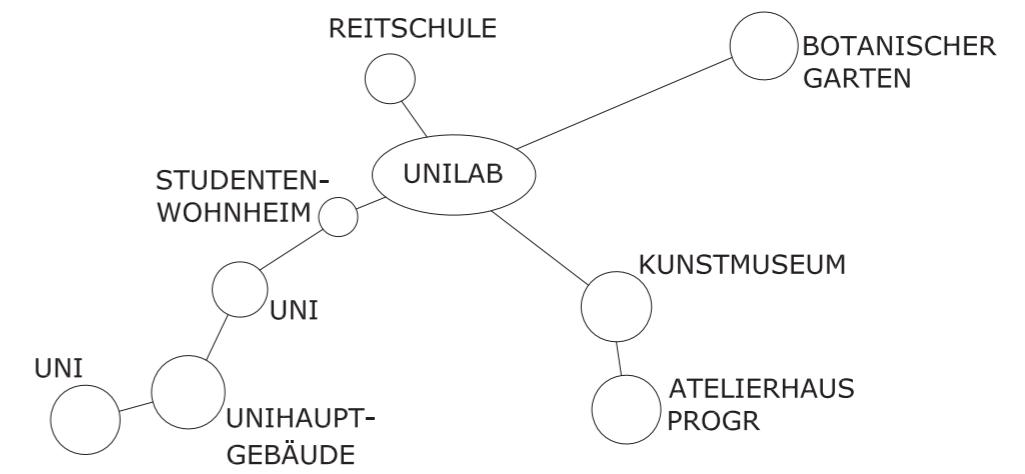 REITSCHULE
BOTANISCHER
GARTEN
UNILAB
STUDENTEN-
WOHNHEIM
KUNSTMUSEUM
UNI
UNI
ATELIERHAUS
PROGR
UNIHAUPT-
GEBÄUDE